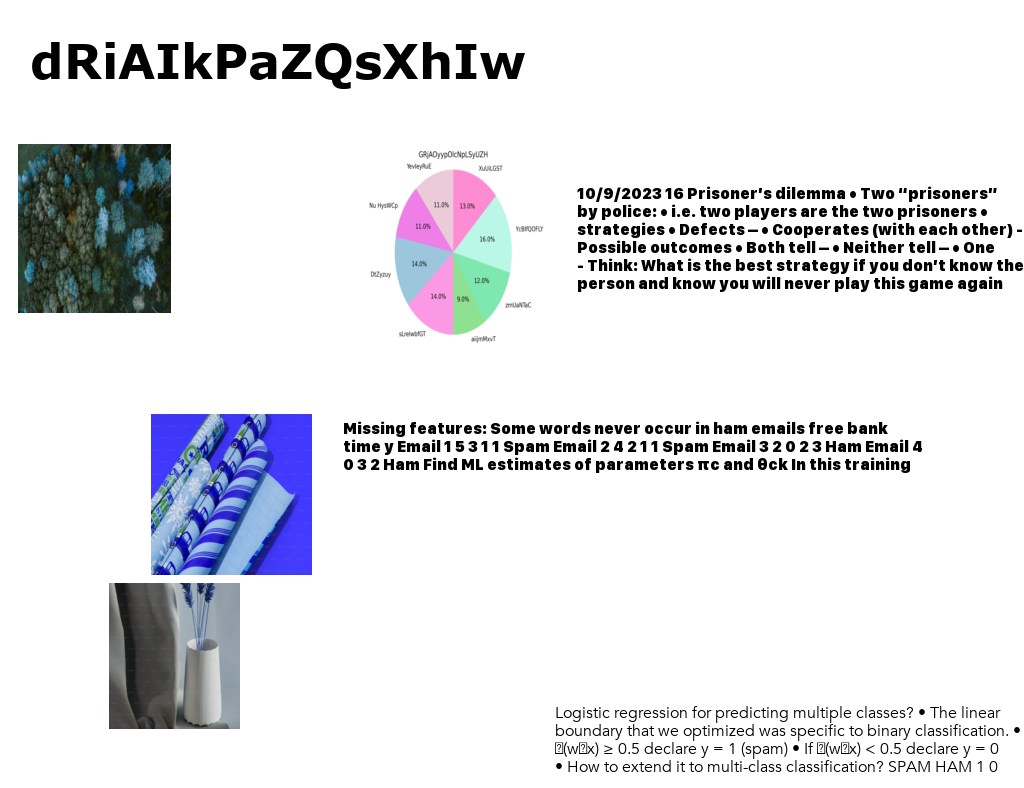 dRiAIkPaZQsXhIw
GRjAOyypOlcNpLSyUZH
YevleyRuE
XuUiLGST
11.0%
13.0%
Nu HysWCp
11.0%
YcBlfQOFLY
16.0%
DtZyzuy
14.0%
12.0%
zmUaNTaC
14.0%
9.0%
sLreIwbfGT
aiijmMxvT
10/9/2023 16 Prisoner’s dilemma • Two “prisoners”
by police: • i.e. two players are the two prisoners •
strategies • Defects – • Cooperates (with each other) -
Possible outcomes • Both tell – • Neither tell – • One
- Think: What is the best strategy if you don’t know the
person and know you will never play this game again
Missing features: Some words never occur in ham emails free bank
time y Email 1 5 3 1 1 Spam Email 2 4 2 1 1 Spam Email 3 2 0 2 3 Ham Email 4
0 3 2 Ham Find ML estimates of parameters πc and θck In this training
Logistic regression for predicting multiple classes? • The linear
boundary that we optimized was specific to binary classification. •
(wx) ≥ 0.5 declare y = 1 (spam) • If (wx) < 0.5 declare y = 0
• How to extend it to multi-class classification? SPAM HAM 1 0